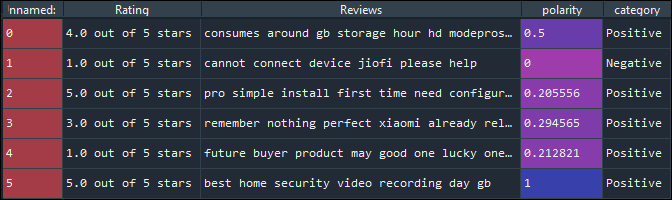 Unnamed: Rating Reviews polarity category
0 4.0 out of 5 stars consumes around gb storage hour hd modepros… 0.5 Positive
1 1.0 out of 5 stars cannot connect device jiofi please help 0 Negative
2 5.0 out of 5 stars pro simple install first time need configur… 0.205556 Positive
3 3.0 out of 5 stars remember nothing perfect xiaomi already rel… 0.294565 Positive
4 1.0 out of 5 stars future buyer product may good one lucky one… 0.212821 Positive
5 5.0 out of 5 stars best home security video recording day gb 1 Positive